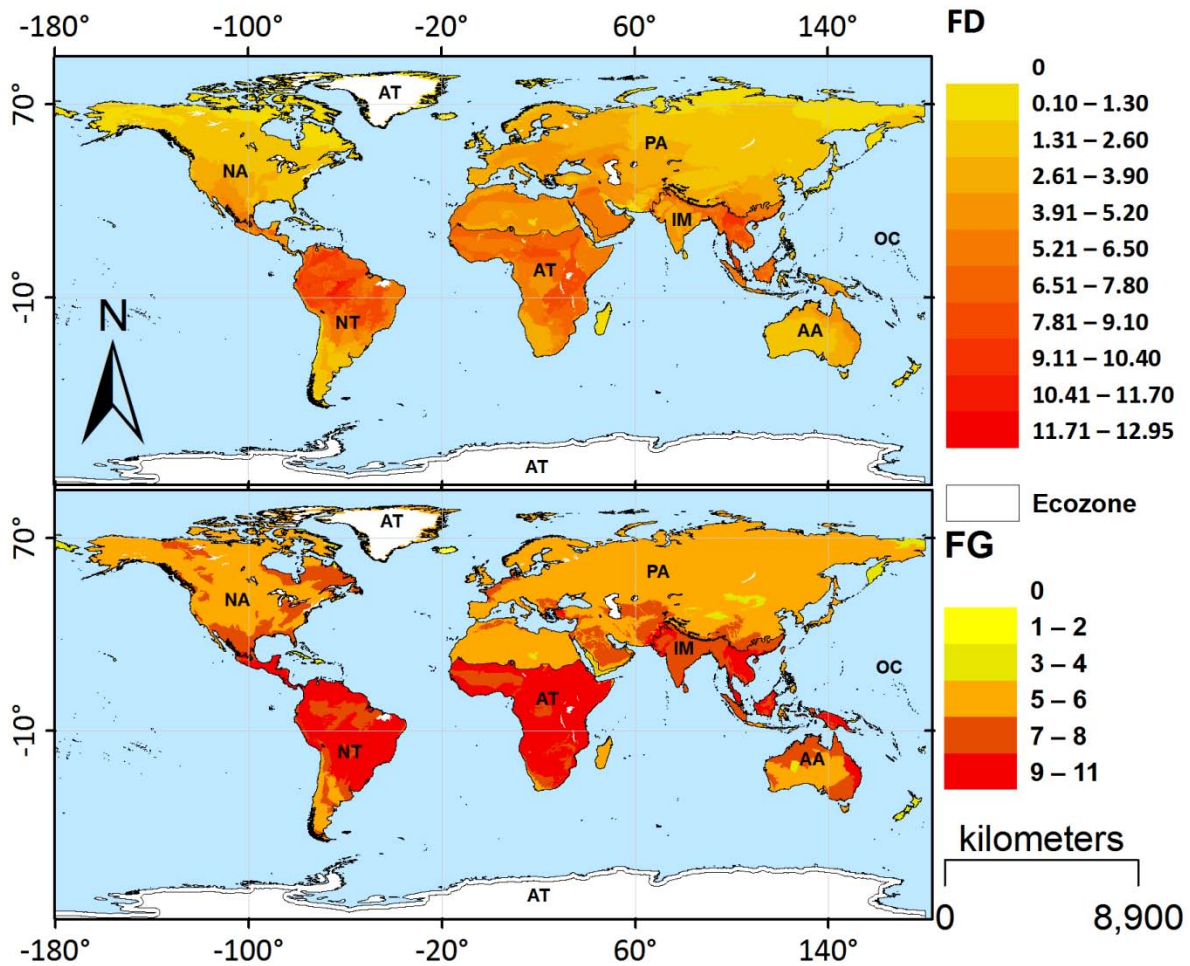 -180 -100° -20° 60° 140°
FD
0
0.10 – 1.30
1.31 – 2.60
2.61 – 3.90
3.91 – 5.20
5.21 – 6.50
6.51 – 7.80
7.81 – 9.10
9.11 – 10.40
10.41 – 11.70
11.71 – 12.95
Ecozone
70°
-10°
AT
NA
PA
IM
OC
AT
NT
AA
N
AT
FG
0
1 – 2
3 – 4
5 – 6
7 – 8
9 – 11
kilometers
0 8,900
70°
-10°
AT
NA
PA
IM
OC
AT
NT
AA
AT
-180° -100° -20° 60° 140°